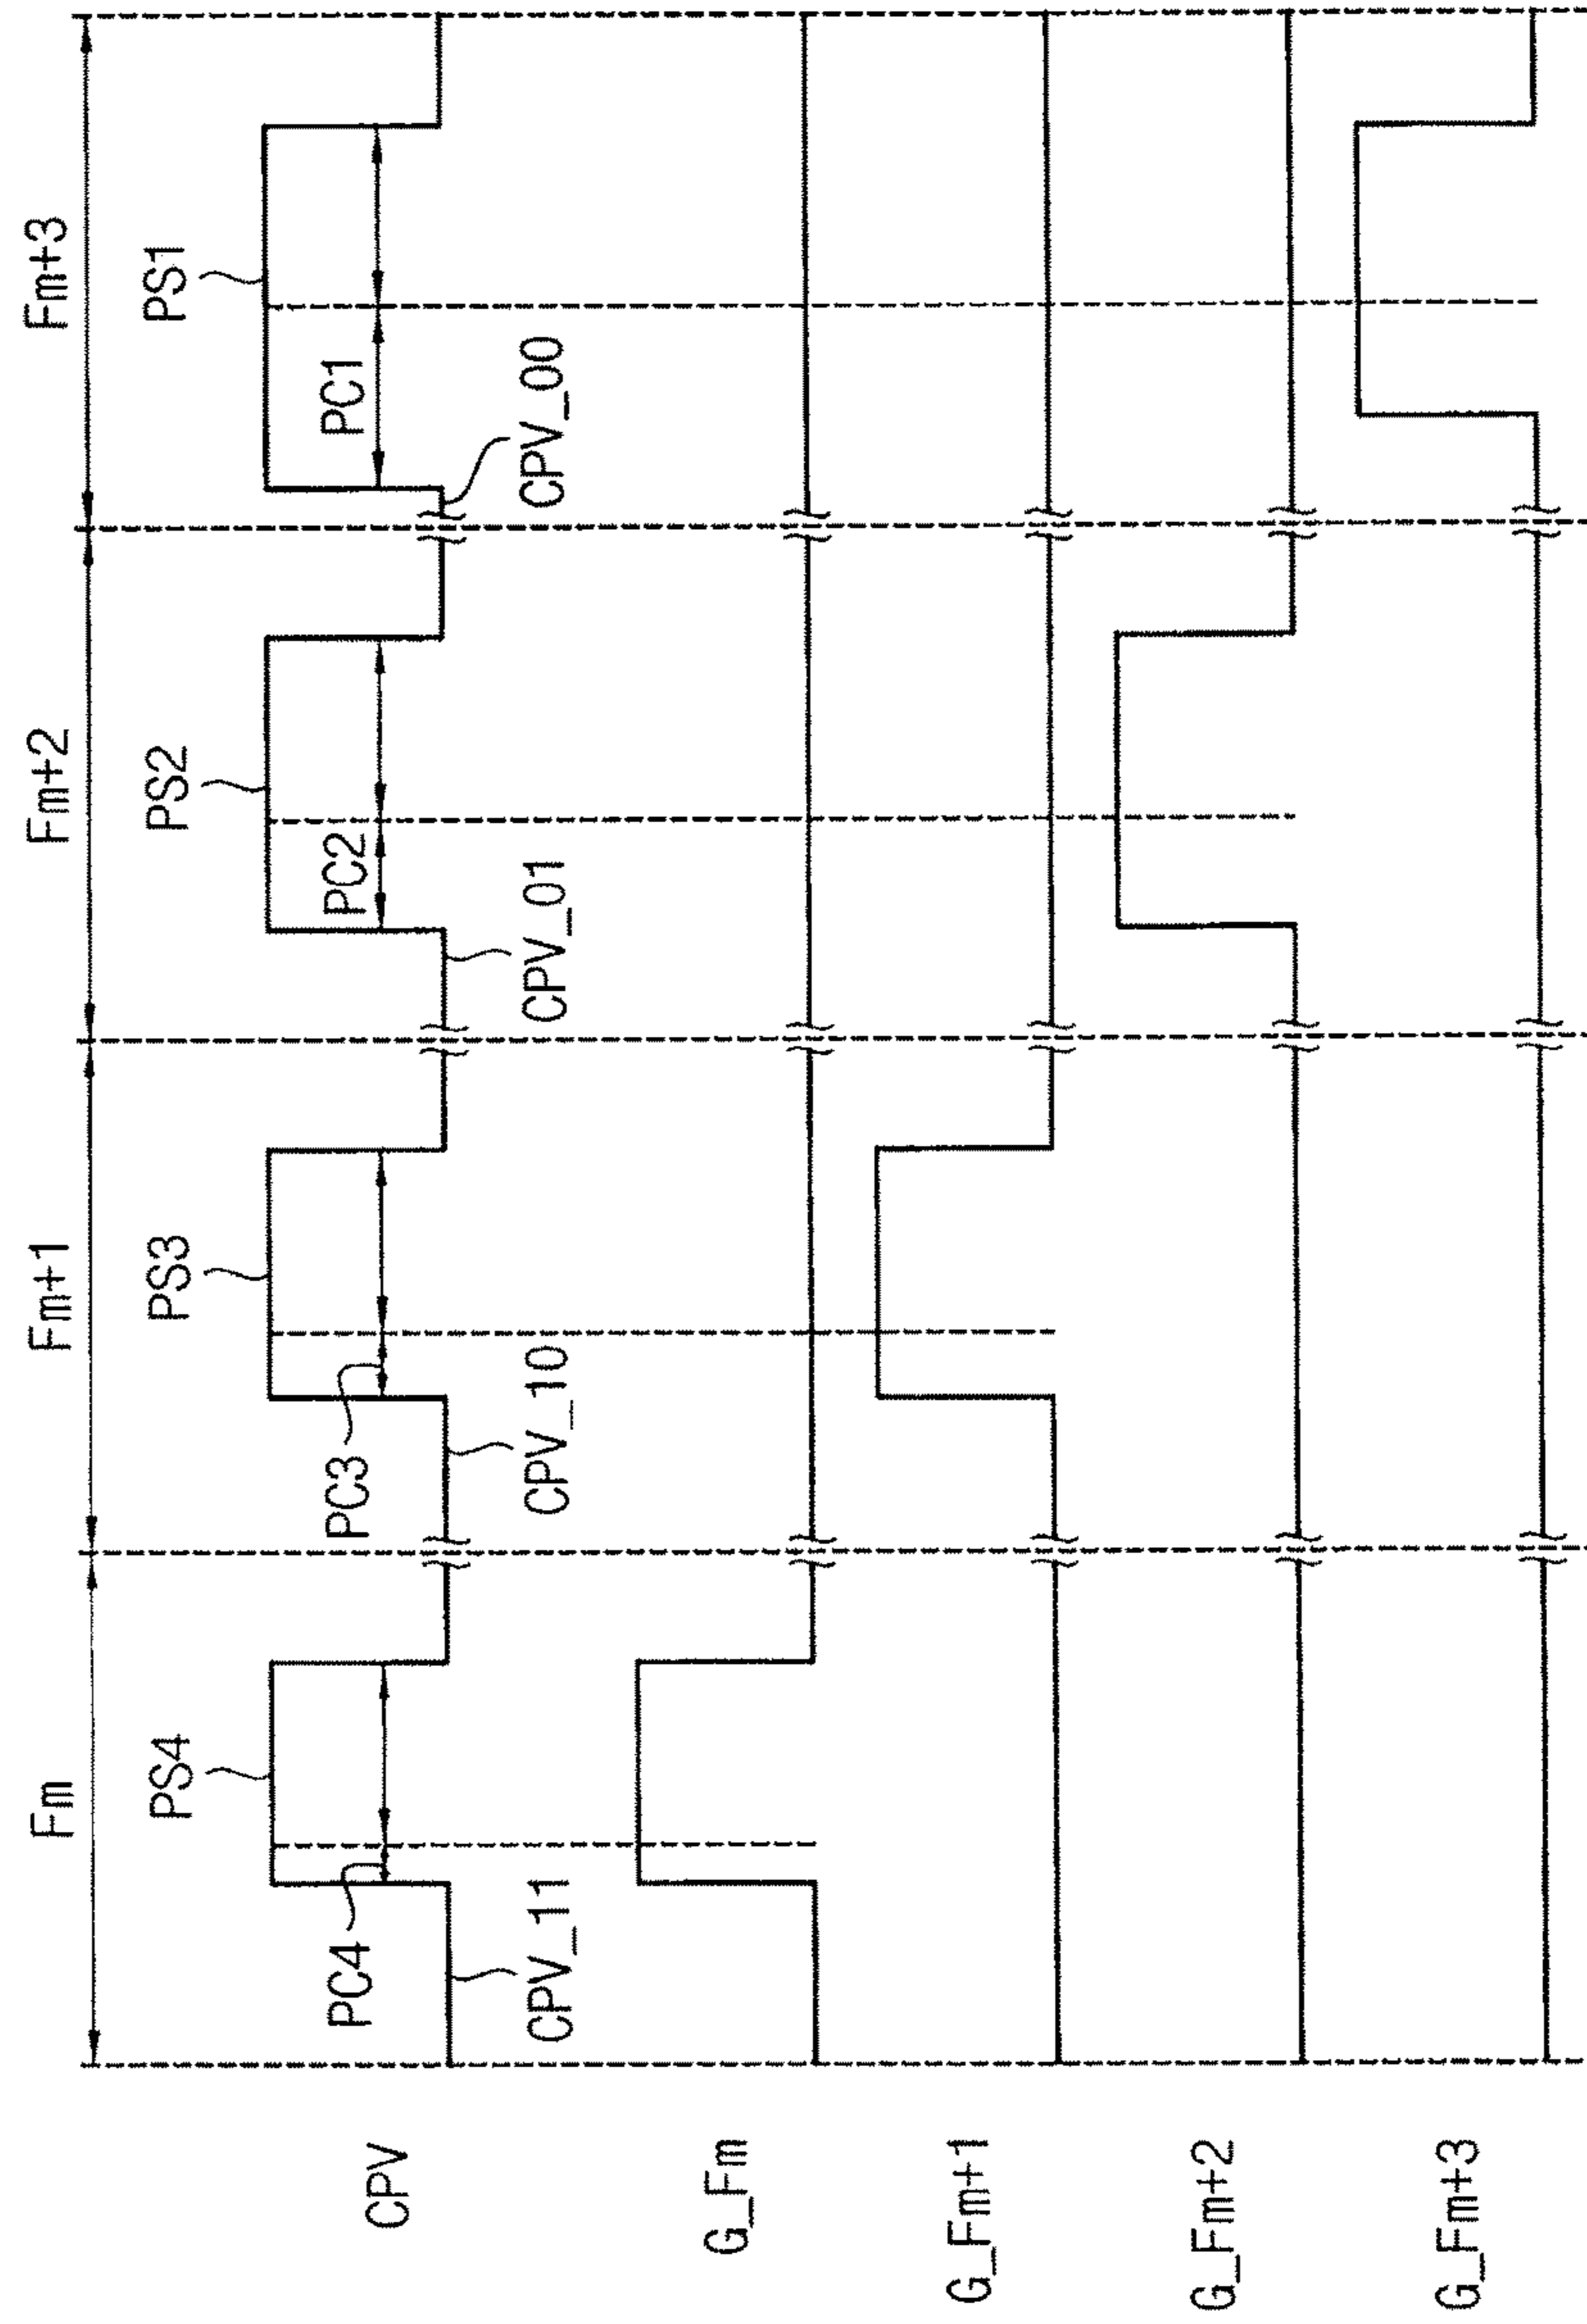 Fm
Fm+1
Fm+2
Fm+3
PS4
PS3
PS2
PS1
CPV
PC4
PC3
PC2
PC1
CPV_11
CPV_10
CPV_01
CPV_00
G_Fm
G_Fm+1
G_Fm+2
G_Fm+3